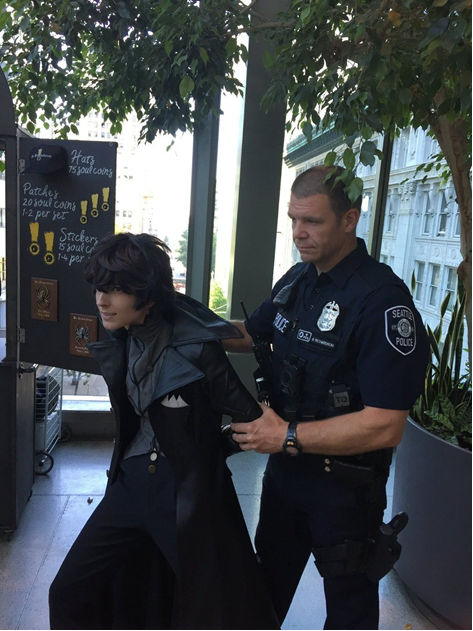 Hats
75 soul coins
Patches
20 soul coins
1-2 per set
Stickers
15 soul coins
1-4 per
POLICE
SEATTLE
POLICE